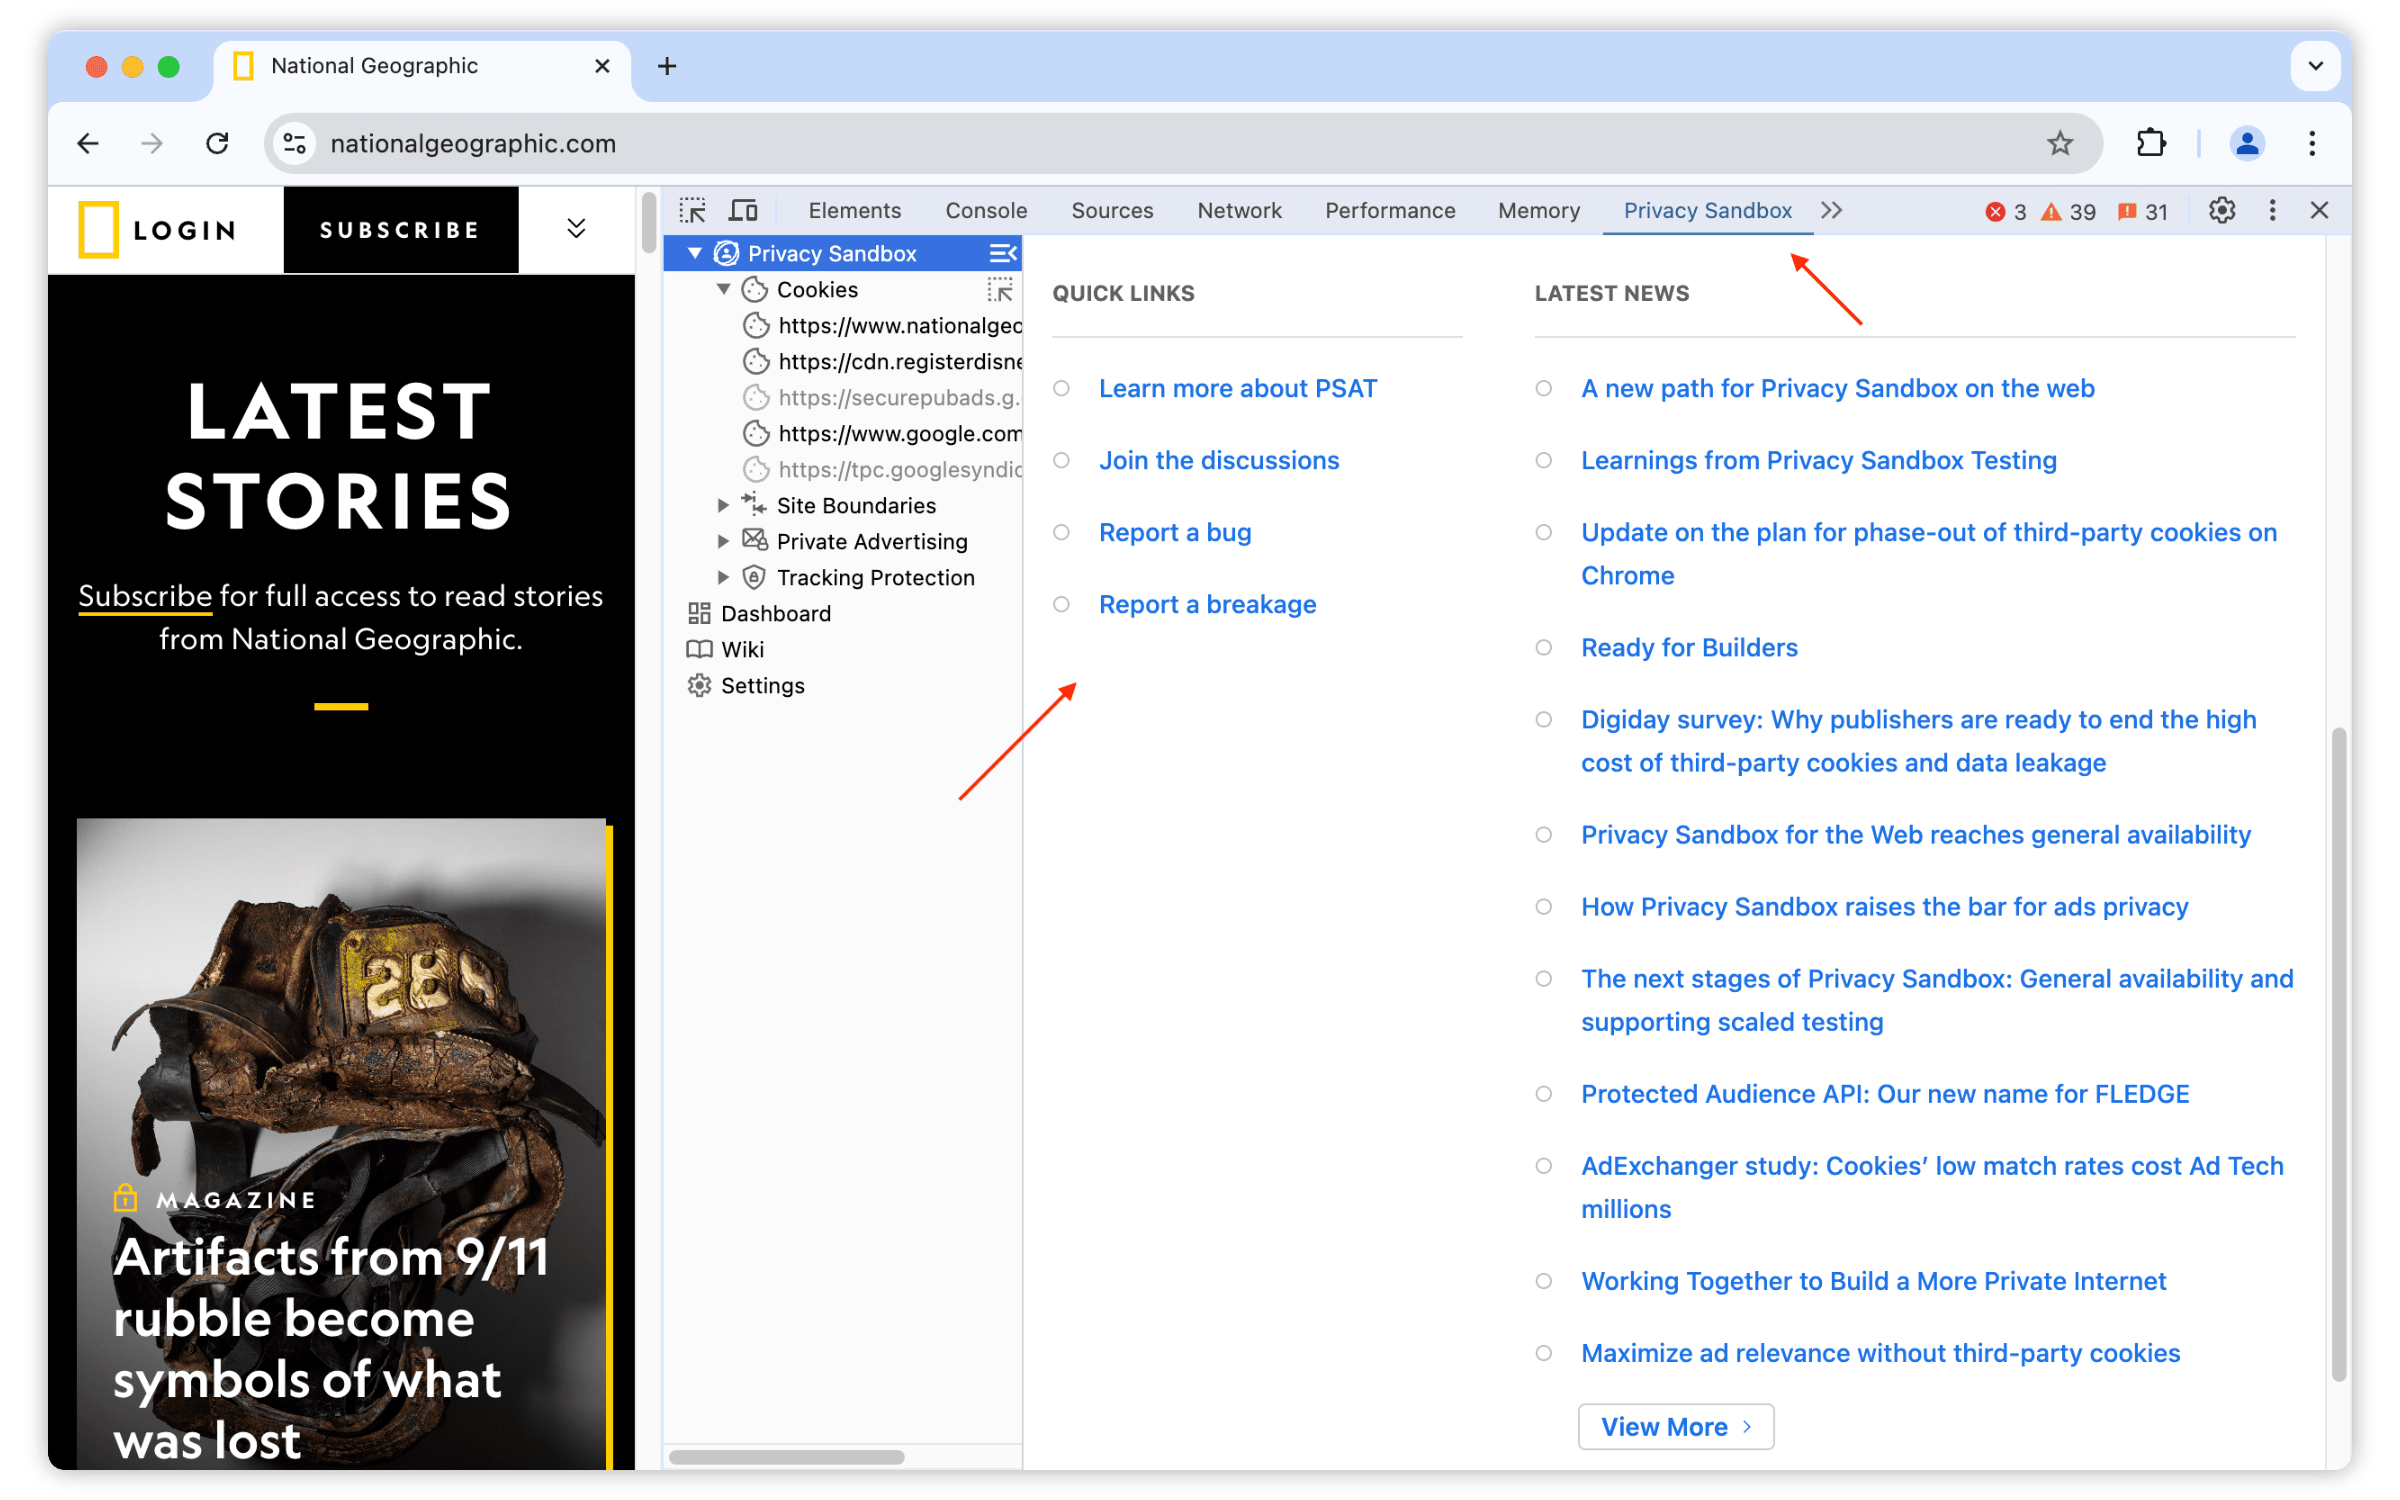 National Geographic
nationalgeographic.com
LOGIN
SUBSCRIBE
Elements
Console
Sources
Network
Performance
Memory
Privacy Sandbox
3
39
31
LATEST
STORIES
Subscribe for full access to read stories
from National Geographic.
288
MAGAZINE
Artifacts from 9/11
rubble become
symbols of what
was lost
Privacy Sandbox
Cookies
https://www.nationalgeo
https://cdn.registerdisne
https://securepubads.g.
https://www.google.com
https://tpc.googlesyndic
Site Boundaries
Private Advertising
Tracking Protection
Dashboard
Wiki
Settings
QUICK LINKS
Learn more about PSAT
Join the discussions
Report a bug
Report a breakage
LATEST NEWS
A new path for Privacy Sandbox on the web
Learnings from Privacy Sandbox Testing
Update on the plan for phase-out of third-party cookies on
Chrome
Ready for Builders
Digiday survey: Why publishers are ready to end the high
cost of third-party cookies and data leakage
Privacy Sandbox for the Web reaches general availability
How Privacy Sandbox raises the bar for ads privacy
The next stages of Privacy Sandbox: General availability and
supporting scaled testing
Protected Audience API: Our new name for FLEDGE
AdExchanger study: Cookies’ low match rates cost Ad Tech
millions
Working Together to Build a More Private Internet
Maximize ad relevance without third-party cookies
View More